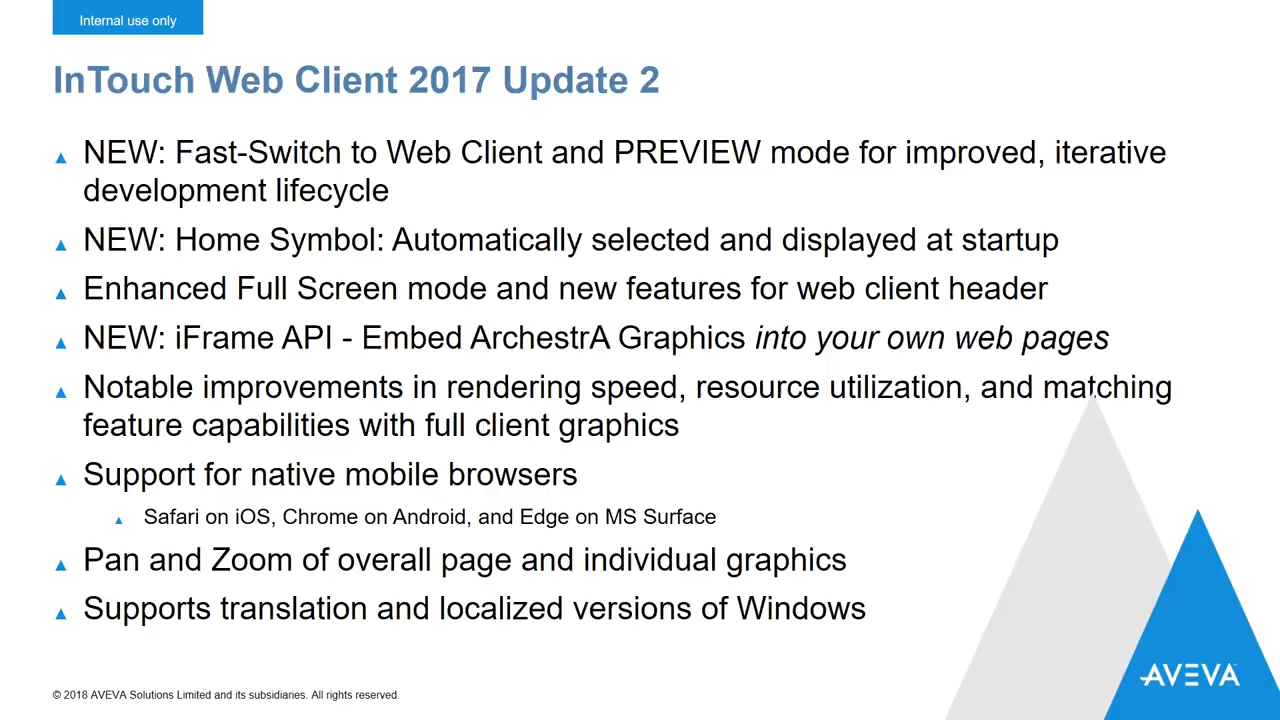 Internal use only
InTouch Web Client 2017 Update 2
NEW: Fast-Switch to Web Client and PREVIEW mode for improved, iterative
development lifecycle
NEW: Home Symbol: Automatically selected and displayed at startup
Enhanced Full Screen mode and new features for web client header
NEW: iFrame API - Embed ArchestrA Graphics into your own web pages
Notable improvements in rendering speed, resource utilization, and matching
feature capabilities with full client graphics
Support for native mobile browsers
Safari on iOS, Chrome on Android, and Edge on MS Surface
Pan and Zoom of overall page and individual graphics
Supports translation and localized versions of Windows
© 2018 AVEVA Solutions Limited and its subsidiaries. All rights reserved.
AVEVA